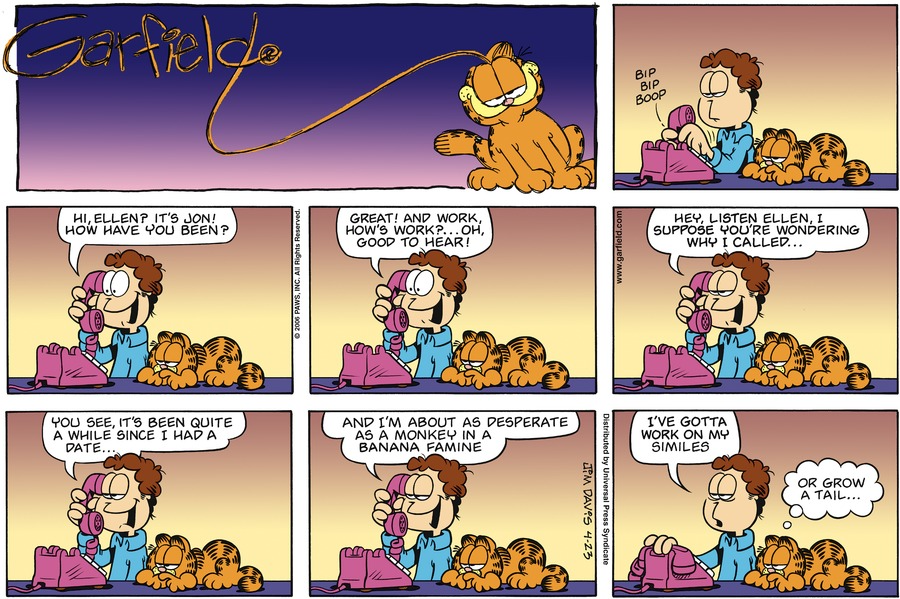 Garfield®
BIP
BIP
BOOP
HI, ELLEN? IT'S JON!
HOW HAVE YOU BEEN?
© 2006 PAWS, INC. All Rights Reserved.
GREAT! AND WORK,
HOW'S WORK?...OH,
GOOD TO HEAR!
www.garfield.com
HEY, LISTEN ELLEN, I
SUPPOSE YOU'RE WONDERING
WHY I CALLED...
YOU SEE, IT'S BEEN QUITE
A WHILE SINCE I HAD A
DATE...
AND I'M ABOUT AS DESPERATE
AS A MONKEY IN A
BANANA FAMINE
JIM DAVIS 4-23
Distributed by Universal Press Syndicate
I'VE GOTTA
WORK ON MY
SIMILES
OR GROW
A TAIL...